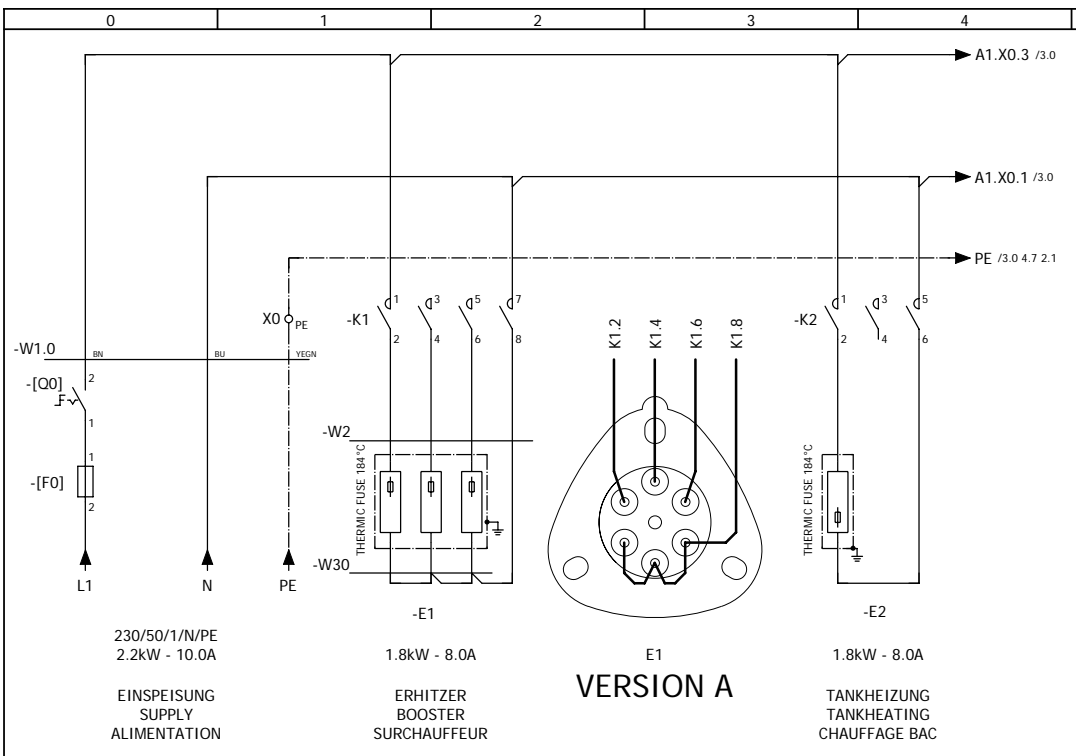 0 1 2 3 4
A1.X0.3 /3.0
A1.X0.1 /3.0
PE /3.0 4.7 2.1
X0 PE
-K1 1 3 5 7
2 4 6 8
K1.2 K1.4 K1.6 K1.8
-K2 1 3 5
2 4 6
-W1.0 BN BU YEGN
-[Q0] 2
1
-[F0] 1
2
-W2
THERMIC FUSE 184°C
THERMIC FUSE 184°C
-W30
L1 N PE
-E1
-E2
230/50/1/N/PE
2.2kW - 10.0A
1.8kW - 8.0A
E1
1.8kW - 8.0A
VERSION A
EINSPEISUNG
SUPPLY
ALIMENTATION
ERHITZER
BOOSTER
SURCHAUFFEUR
TANKHEIZUNG
TANKHEATING
CHAUFFAGE BAC